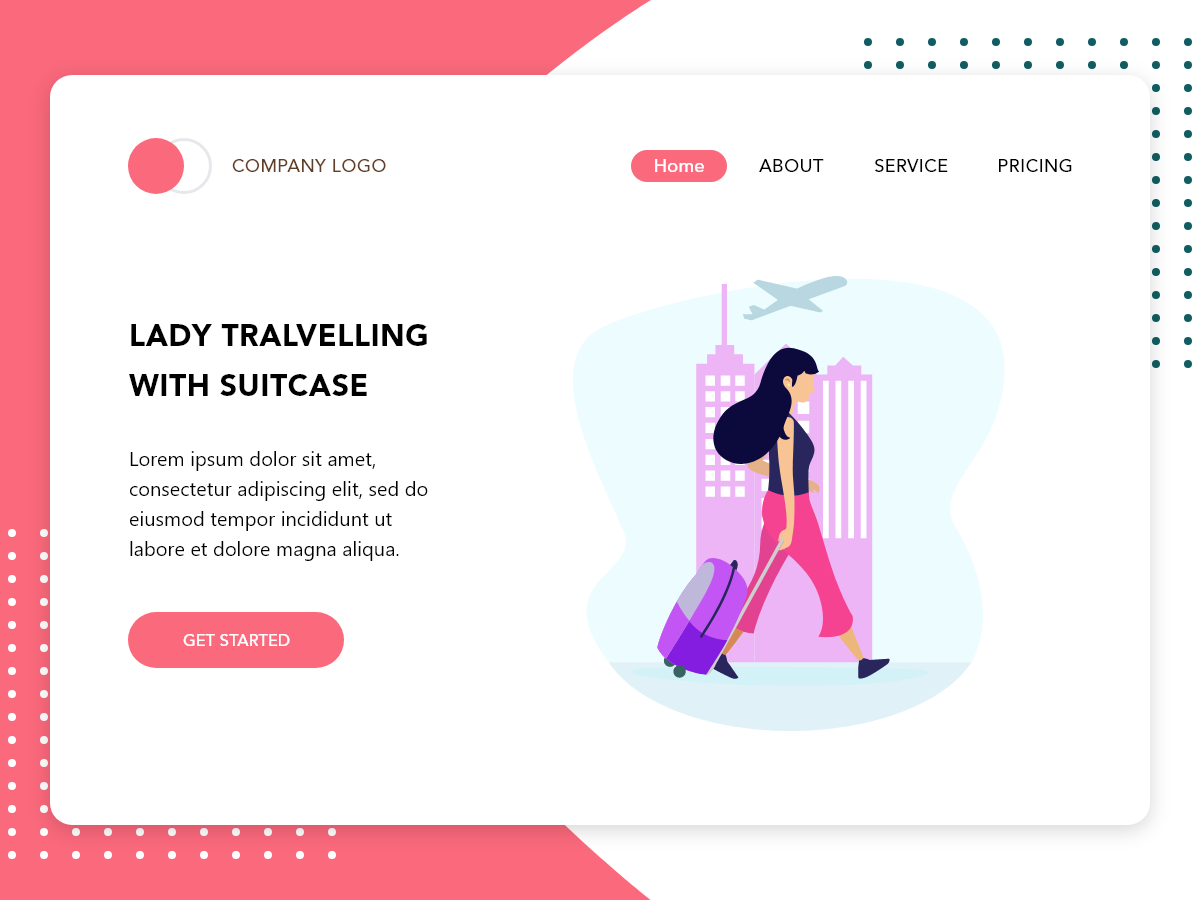 COMPANY LOGO
Home ABOUT SERVICE PRICING
LADY TRALVELLING
WITH SUITCASE
Lorem ipsum dolor sit amet,
consectetur adipiscing elit, sed do
eiusmod tempor incididunt ut
labore et dolore magna aliqua.
GET STARTED